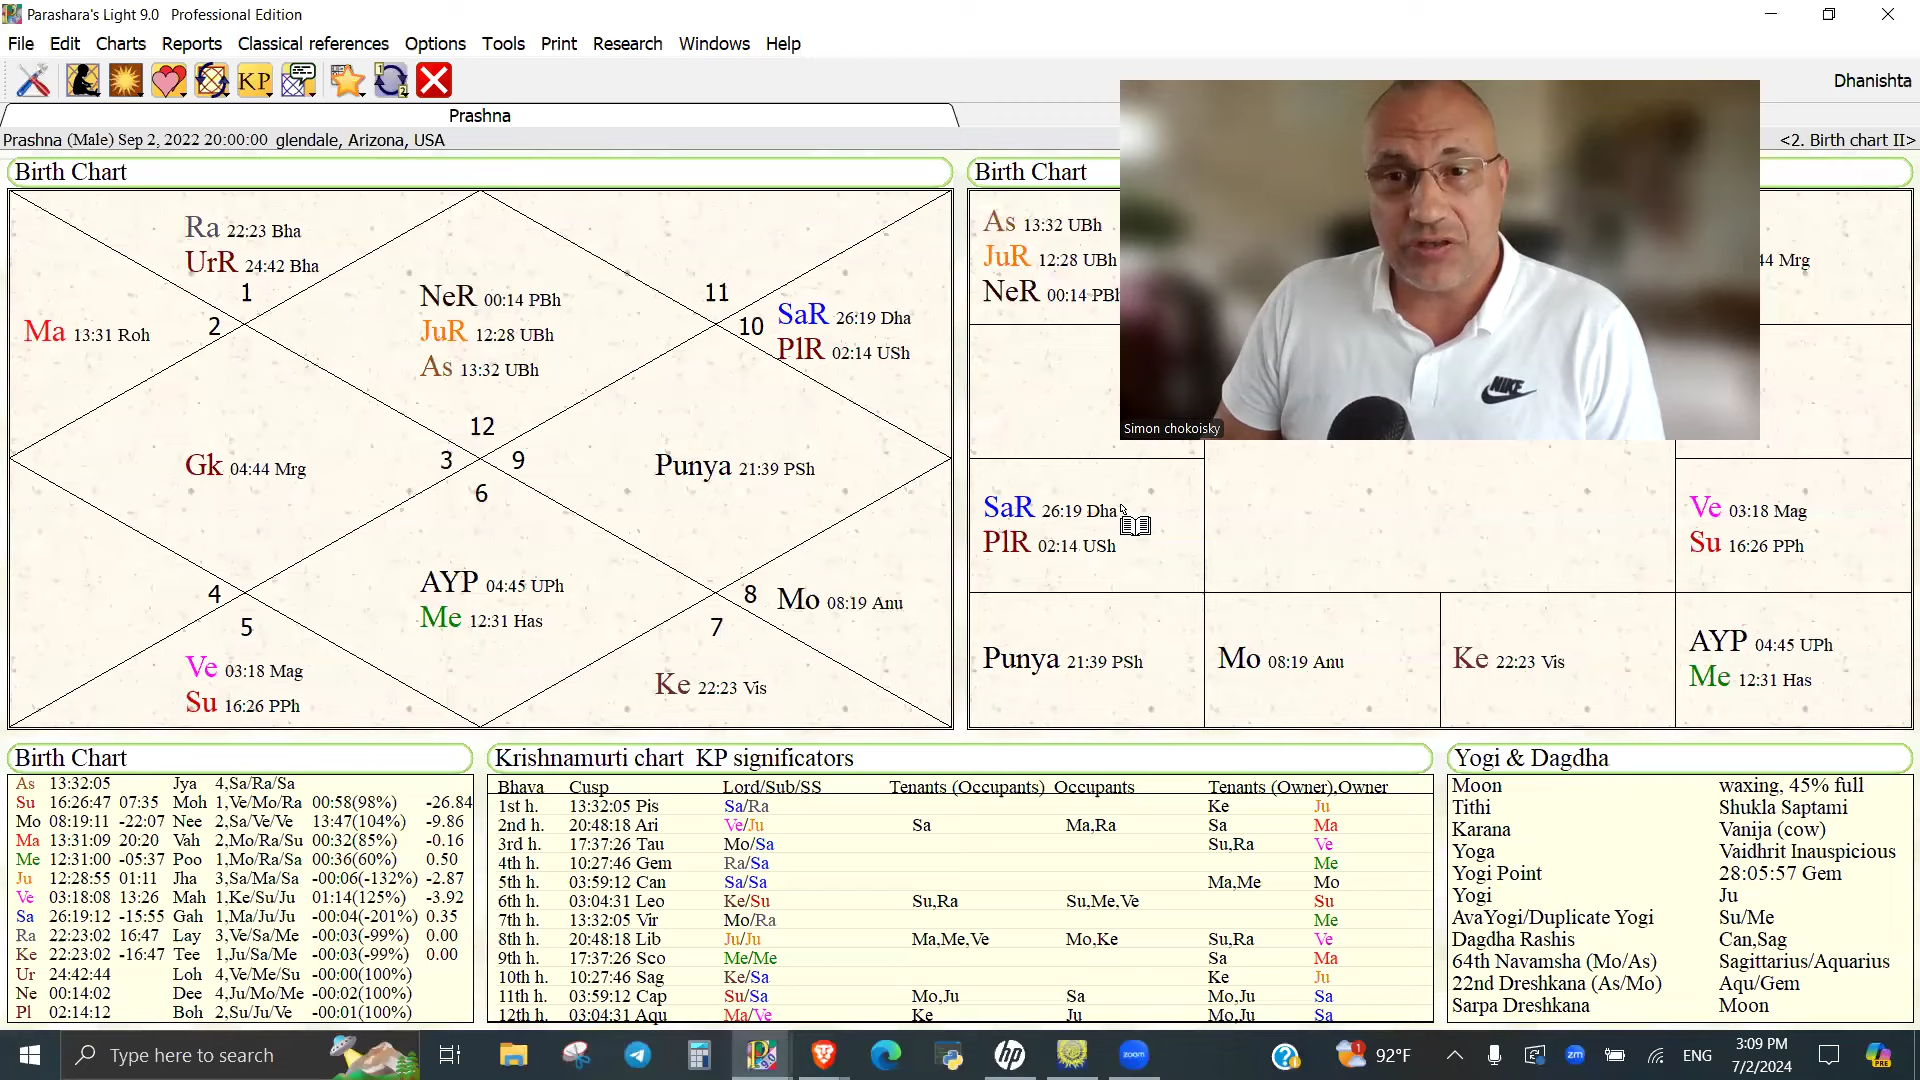 Parashara's Light 9.0 Professional Edition
File Edit Charts Reports Classical references Options Tools Print Research Windows Help
KP
Dhanishta
Prashna
Prashna (Male) Sep 2, 2022 20:00:00 glendale, Arizona, USA
<2. Birth chart II>
Birth Chart
Ra 22:23 Bha
UrR 24:42 Bha
1
2
Ma 13:31 Roh
NeR 00:14 PBh
JuR 12:28 UBh
As 13:32 UBh
11
10
SaR 26:19 Dha
PlR 02:14 USh
12
3
9
6
Gk 04:44 Mrg
Punya 21:39 PSh
4
5
AYP 04:45 UPh
Me 12:31 Has
8
7
Mo 08:19 Anu
Ve 03:18 Mag
Su 16:26 PPh
Ke 22:23 Vis
Birth Chart
As 13:32 UBh
JuR 12:28 UBh
NeR 00:14 PBh
44 Mrg
NIKE
Simon chokoisky
SaR 26:19 Dha
PlR 02:14 USh
Ve 03:18 Mag
Su 16:26 PPh
Punya 21:39 PSh
Mo 08:19 Anu
Ke 22:23 Vis
AYP 04:45 UPh
Me 12:31 Has
Birth Chart
As 13:32:05 Jya 4,Sa/Ra/Sa
Su 16:26:47 07:35 Moh 1,Ve/Mo/Ra 00:58(98%) -26.84
Mo 08:19:11 -22:07 Nee 2,Sa/Ve/Ve 13:47(104%) -9.86
Ma 13:31:09 20:20 Vah 2,Mo/Ra/Su 00:32(85%) -0.16
Me 12:31:00 -05:37 Poo 1,Mo/Ra/Sa 00:36(60%) 0.50
Ju 12:28:55 01:11 Jha 3,Sa/Ma/Sa -00:06(-132%) -2.87
Ve 03:18:08 13:26 Mah 1,Ke/Su/Ju 01:14(125%) -3.92
Sa 26:19:12 -15:55 Gah 1,Ma/Ju/Ju -00:04(-201%) 0.35
Ra 22:23:02 16:47 Lay 3,Ve/Sa/Me -00:03(-99%) 0.00
Ke 22:23:02 -16:47 Tee 1,Ju/Sa/Me -00:03(-99%) 0.00
Ur 24:42:44 Loh 4,Ve/Me/Su -00:00(100%)
Ne 00:14:02 Dee 4,Ju/Mo/Me -00:02(100%)
Pl 02:14:12 Boh 2,Su/Ju/Ve -00:01(100%)
Krishnamurti chart KP significators
Bhava Cusp Lord/Sub/SS Tenants (Occupants) Occupants Tenants (Owner),Owner
1st h. 13:32:05 Pis Sa/Ra Ke Ju
2nd h. 20:48:18 Ari Ve/Ju Sa Ma,Ra Sa Ma
3rd h. 17:37:26 Tau Mo/Sa Su,Ra Ve
4th h. 10:27:46 Gem Ra/Sa Me
5th h. 03:59:12 Can Sa/Sa Ma,Me Mo
6th h. 03:04:31 Leo Ke/Su Su,Ra Su,Me,Ve Su
7th h. 13:32:05 Vir Mo/Ra Me
8th h. 20:48:18 Lib Ju/Ju Ma,Me,Ve Mo,Ke Su,Ra Ve
9th h. 17:37:26 Sco Me/Me Sa Ma
10th h. 10:27:46 Sag Ke/Sa Ke Ju
11th h. 03:59:12 Cap Su/Sa Mo,Ju Sa Mo,Ju Sa
12th h. 03:04:31 Aqu Ma/Ve Ke Ju Mo,Ju Sa
Yogi & Dagdha
Moon waxing, 45% full
Tithi Shukla Saptami
Karana Vanija (cow)
Yoga Vaidhrit Inauspicious
Yogi Point 28:05:57 Gem
Yogi Ju
AvaYogi/Duplicate Yogi Su/Me
Dagdha Rashis Can,Sag
64th Navamsha (Mo/As) Sagittarius/Aquarius
22nd Dreshkana (As/Mo) Aqu/Gem
Sarpa Dreshkana Moon
Type here to search
hp
zoom
92°F
zm
ENG
3:09 PM
7/2/2024
PRE